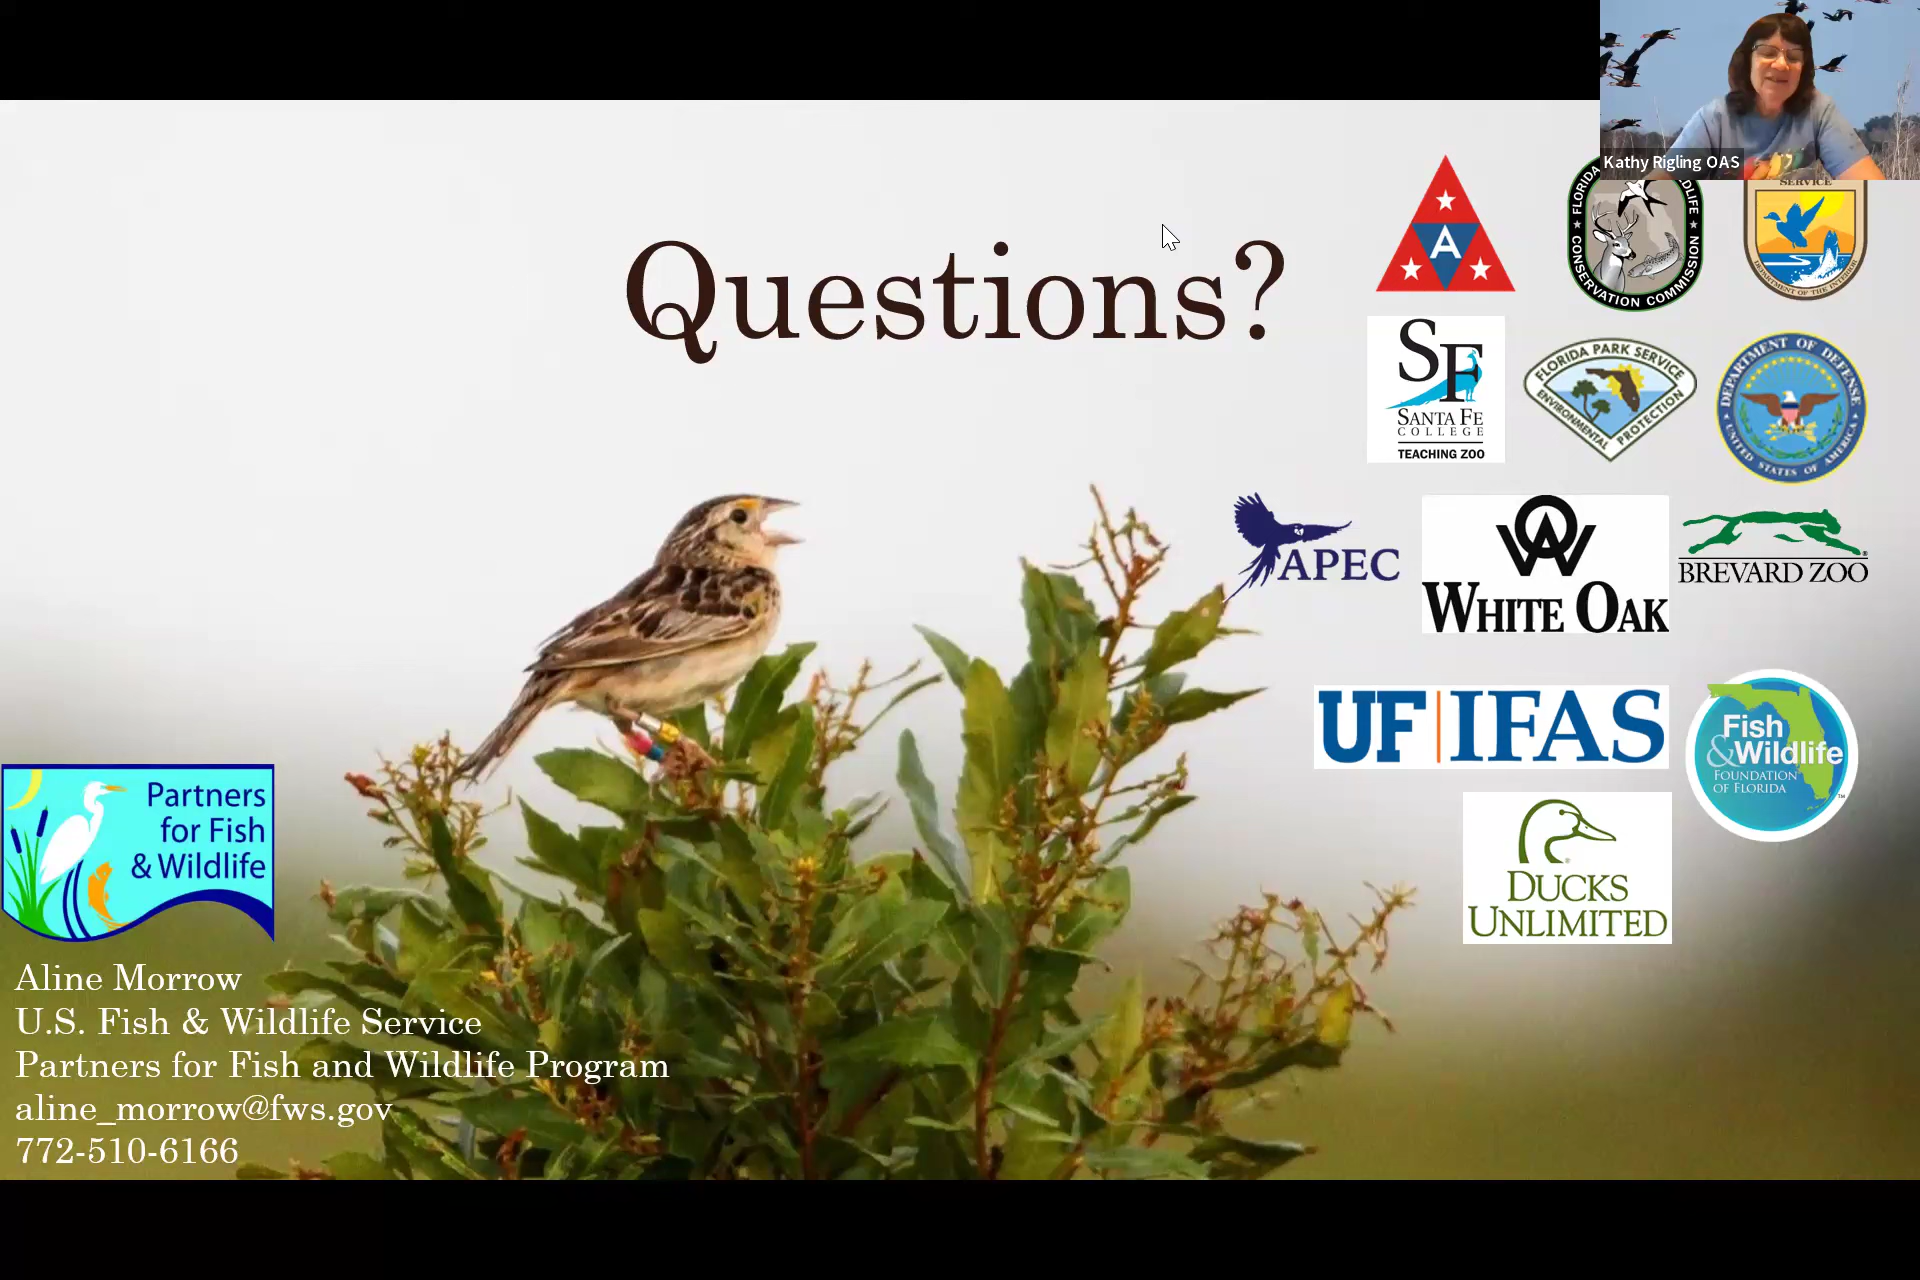 Kathy Rigling OAS
Questions?
A
FLORIDA
CONSERVATION COMMISSION
SERVICE
DEPARTMENT OF THE INTERIOR
SF
SANTA FE
COLLEGE
TEACHING ZOO
FLORIDA PARK SERVICE
ENVIRONMENTAL PROTECTION
DEPARTMENT OF DEFENSE
UNITED STATES OF AMERICA
APEC
WHITE OAK
BREVARD ZOO®
UF|IFAS
Fish
&Wildlife
FOUNDATION
OF FLORIDA
DUCKS
UNLIMITED
Partners
for Fish
& Wildlife
Aline Morrow
U.S. Fish & Wildlife Service
Partners for Fish and Wildlife Program
aline_morrow@fws.gov
772-510-6166